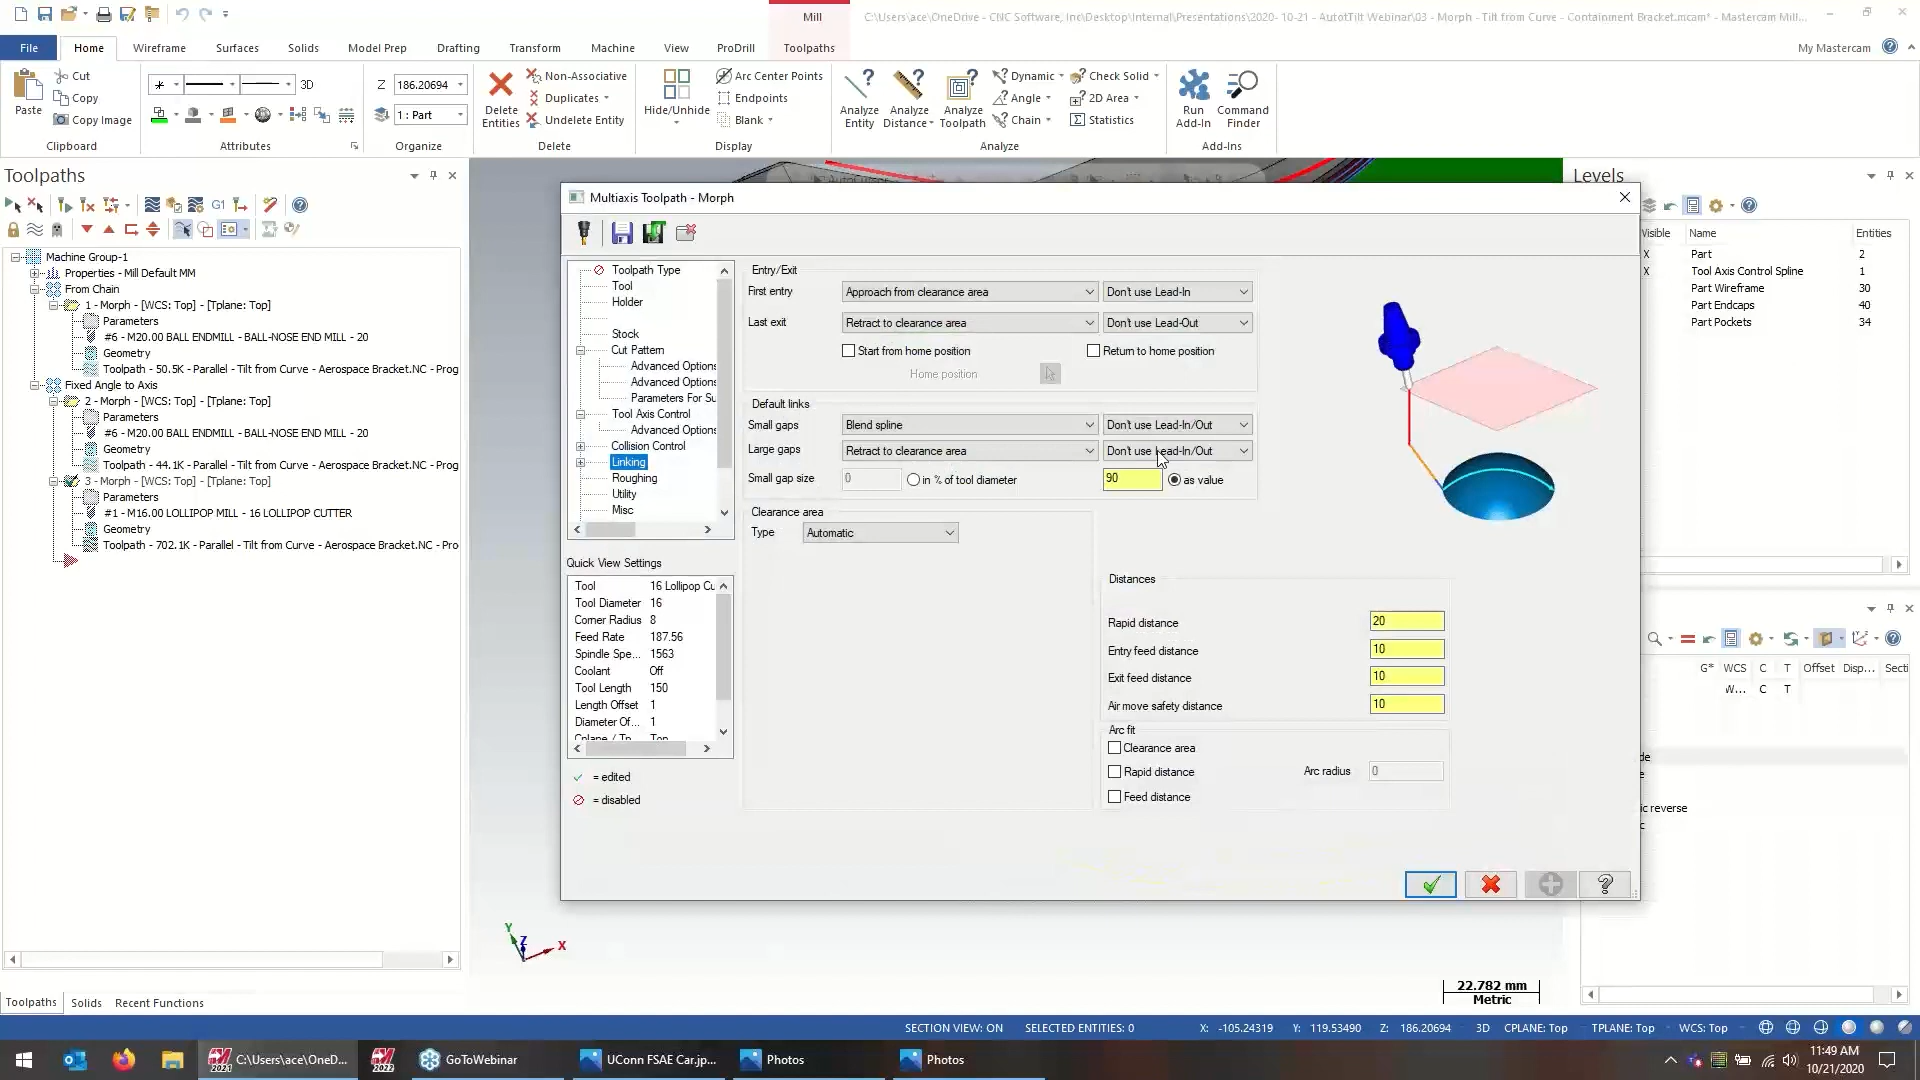 Mill
C:\Users\ace\OneDrive - CNC Software, Inc\Desktop\Internal\Presentations\2020- 10-21 - AutotTilt Webinar\03 - Morph - Tilt from Curve - Containment Bracket.mcam* - Mastercam Mill...
File Home Wireframe Surfaces Solids Model Prep Drafting Transform Machine View ProDrill Toolpaths My Mastercam
Paste
Cut
Copy
Copy Image
Clipboard
3D
Attributes
Z 186.20694
1 : Part
Organize
Delete Entities
Non-Associative
Duplicates
Undelete Entity
Delete
Hide/Unhide
Arc Center Points
Endpoints
Blank
Display
Analyze Entity
Analyze Distance
Analyze Toolpath
Dynamic
Angle
Chain
Check Solid
2D Area
Statistics
Analyze
Run Add-In
Command Finder
Add-Ins
Toolpaths
G1
Machine Group-1
Properties - Mill Default MM
From Chain
1 - Morph - [WCS: Top] - [Tplane: Top]
Parameters
#6 - M20.00 BALL ENDMILL - BALL-NOSE END MILL - 20
Geometry
Toolpath - 50.5K - Parallel - Tilt from Curve - Aerospace Bracket.NC - Prog
Fixed Angle to Axis
2 - Morph - [WCS: Top] - [Tplane: Top]
Parameters
#6 - M20.00 BALL ENDMILL - BALL-NOSE END MILL - 20
Geometry
Toolpath - 44.1K - Parallel - Tilt from Curve - Aerospace Bracket.NC - Prog
3 - Morph - [WCS: Top] - [Tplane: Top]
Parameters
#1 - M16.00 LOLLIPOP MILL - 16 LOLLIPOP CUTTER
Geometry
Toolpath - 702.1K - Parallel - Tilt from Curve - Aerospace Bracket.NC - Pro
Toolpaths Solids Recent Functions
Multiaxis Toolpath - Morph
Toolpath Type
Tool
Holder
Stock
Cut Pattern
Advanced Options
Advanced Options
Parameters For Su
Tool Axis Control
Advanced Options
Collision Control
Linking
Roughing
Utility
Misc
Quick View Settings
Tool 16 Lollipop Cu
Tool Diameter 16
Corner Radius 8
Feed Rate 187.56
Spindle Spe... 1563
Coolant Off
Tool Length 150
Length Offset 1
Diameter Of... 1
Cplane / Tp Top
= edited
= disabled
Entry/Exit
First entry Approach from clearance area Don't use Lead-In
Last exit Retract to clearance area Don't use Lead-Out
Start from home position Return to home position
Home position
Default links
Small gaps Blend spline Don't use Lead-In/Out
Large gaps Retract to clearance area Don't use Lead-In/Out
Small gap size 0 in % of tool diameter 90 as value
Clearance area
Type Automatic
Distances
Rapid distance 20
Entry feed distance 10
Exit feed distance 10
Air move safety distance 10
Arc fit
Clearance area
Rapid distance Arc radius 0
Feed distance
Levels
Visible Name Entities
X Part 2
X Tool Axis Control Spline 1
Part Wireframe 30
Part Endcaps 40
Part Pockets 34
G* WCS C T Offset Disp... Secti
W... C T
de
ic reverse
Y Z X
22.782 mm
Metric
SECTION VIEW: ON SELECTED ENTITIES: 0 X: -105.24319 Y: 119.53490 Z: 186.20694 3D CPLANE: Top TPLANE: Top WCS: Top
2021 C:\Users\ace\OneD... 2022 GoToWebinar UConn FSAE Car.jp... Photos Photos
11:49 AM
10/21/2020